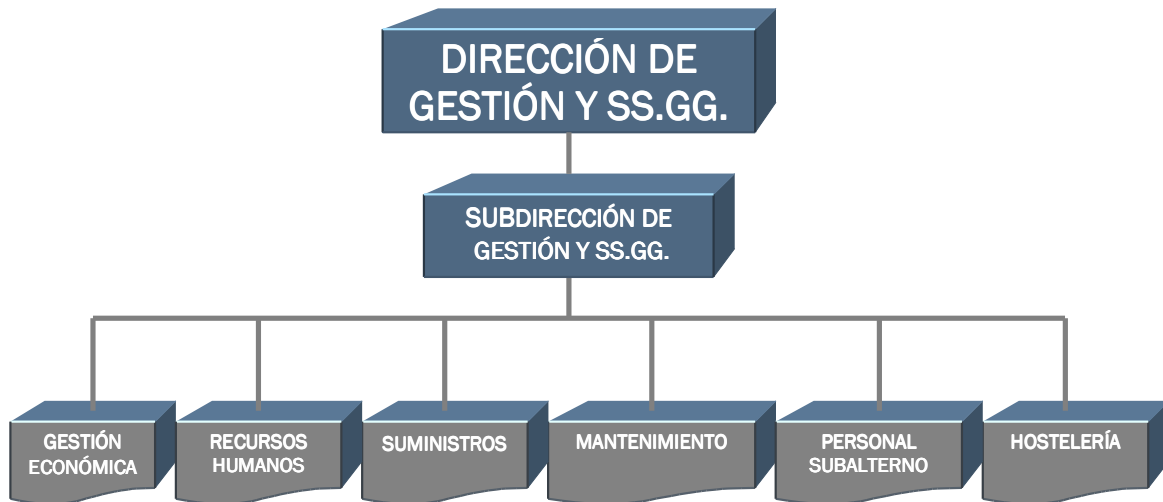 DIRECCIÓN DE
GESTIÓN Y SS.GG.
SUBDIRECCIÓN DE
GESTIÓN Y SS.GG.
GESTIÓN
ECONÓMICA
RECURSOS
HUMANOS
SUMINISTROS
MANTENIMIENTO
PERSONAL
SUBALTERNO
HOSTELERÍA